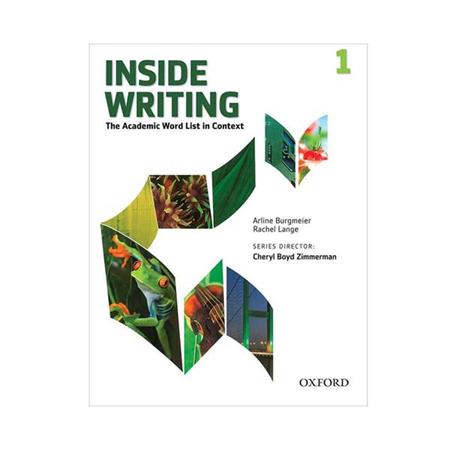 INSIDE
WRITING
1
The Academic Word List in Context
Arline Burgmeier
Rachel Lange
SERIES DIRECTOR:
Cheryl Boyd Zimmerman
OXFORD